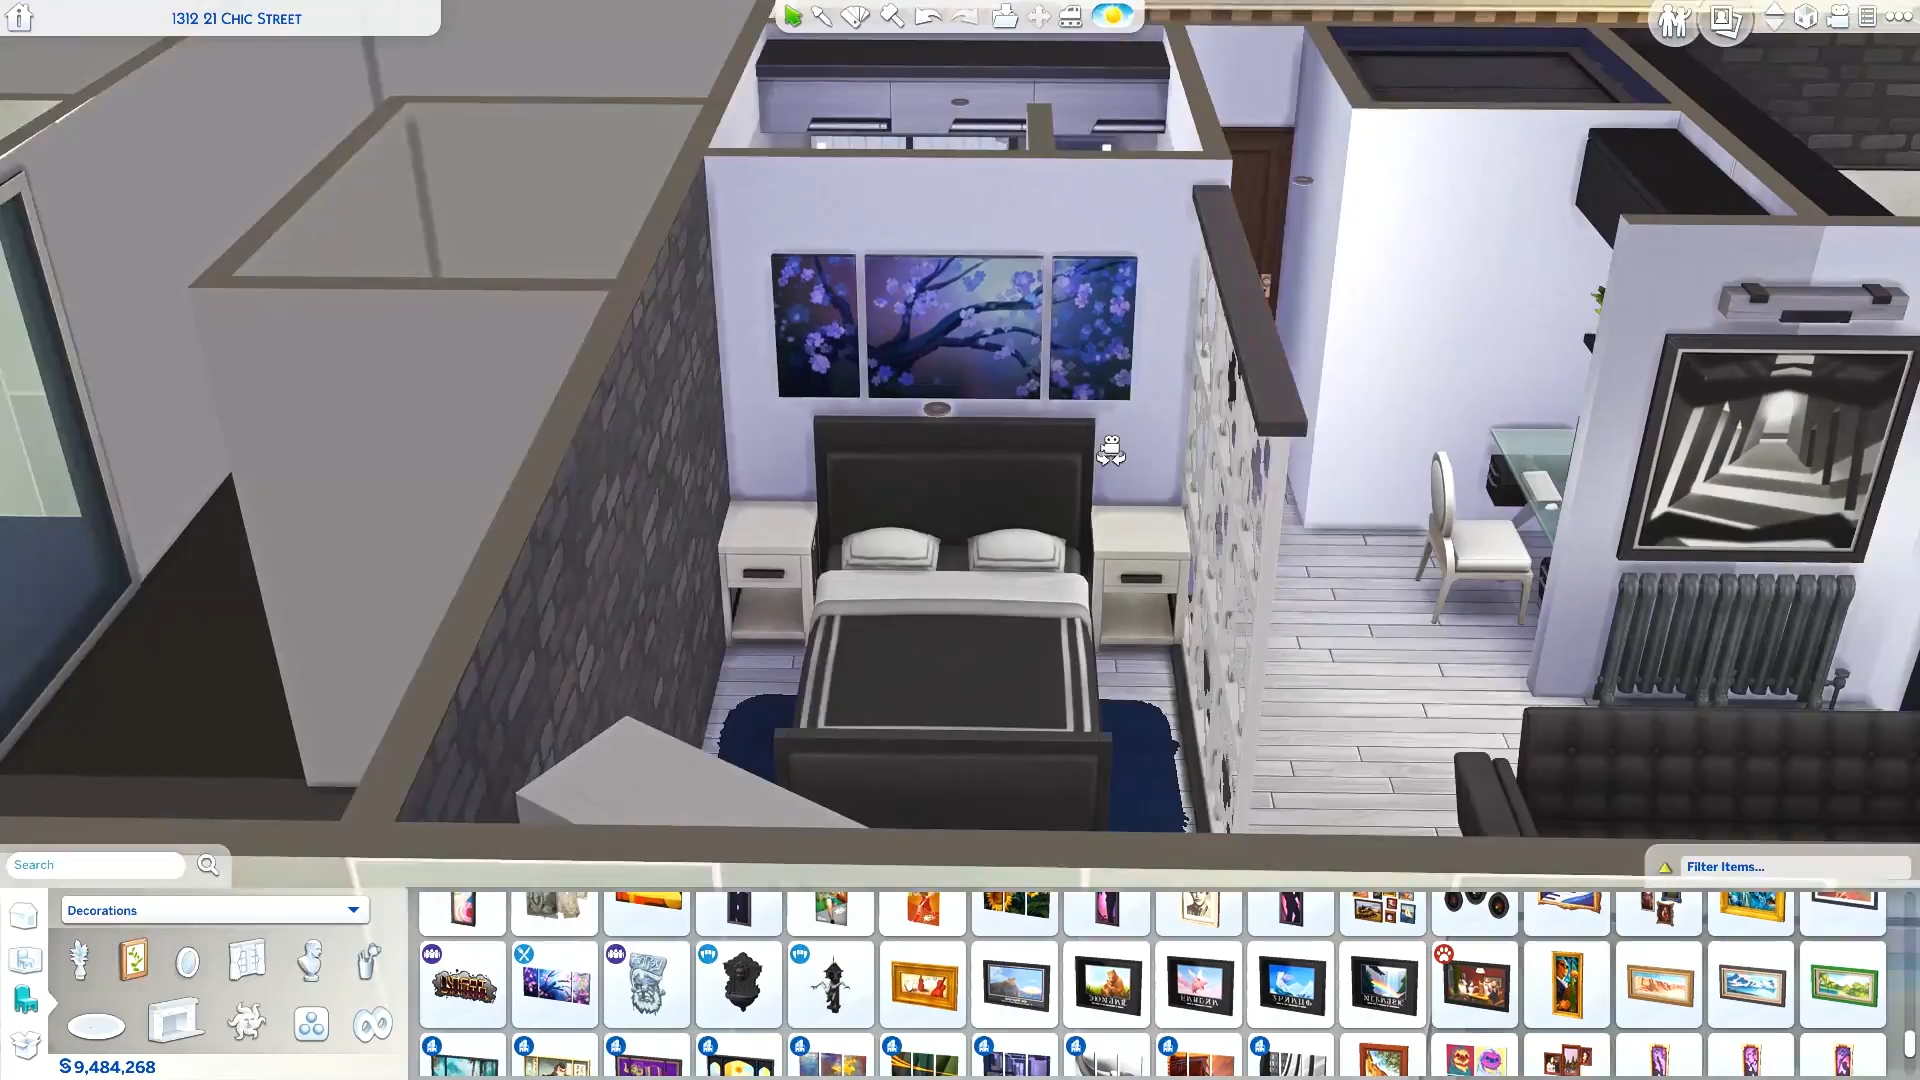 1312 21 CHIC STREET
Search
Filter Items...
Decorations
§9,484,268